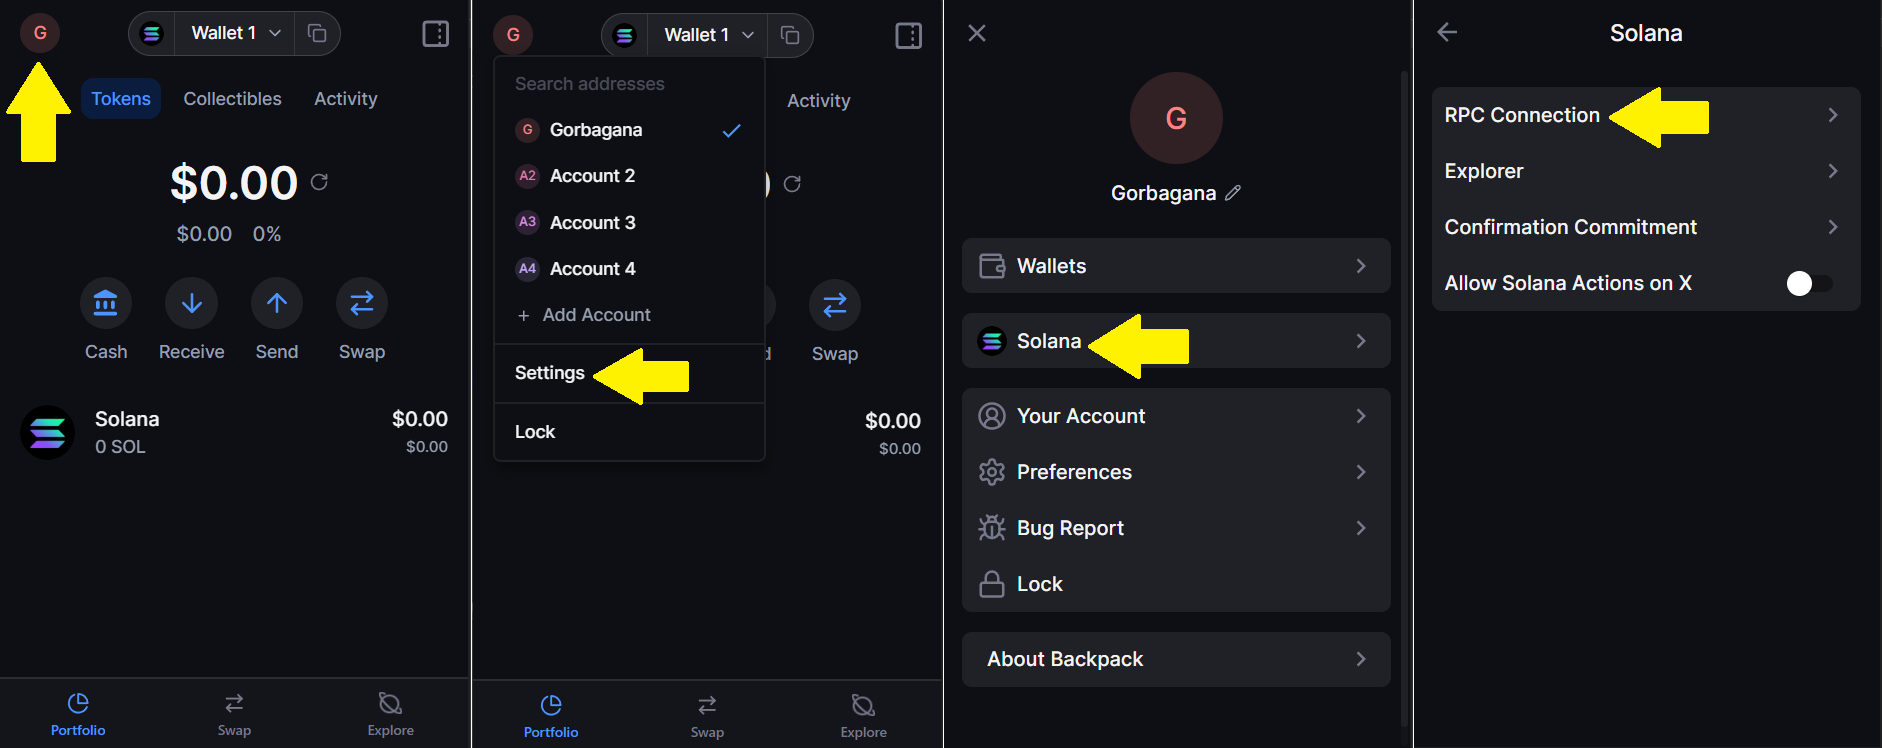 G
Wallet 1
Tokens Collectibles Activity
$0.00
$0.00 0%
Cash Receive Send Swap
Solana $0.00
0 SOL $0.00
Portfolio Swap Explore
G
Wallet 1
Search addresses
Activity
G Gorbagana
A2 Account 2
A3 Account 3
A4 Account 4
+ Add Account
Swap
Settings
Lock
$0.00
$0.00
Portfolio Swap Explore
G
Gorbagana
Wallets
Solana
Your Account
Preferences
Bug Report
Lock
About Backpack
Solana
RPC Connection
Explorer
Confirmation Commitment
Allow Solana Actions on X